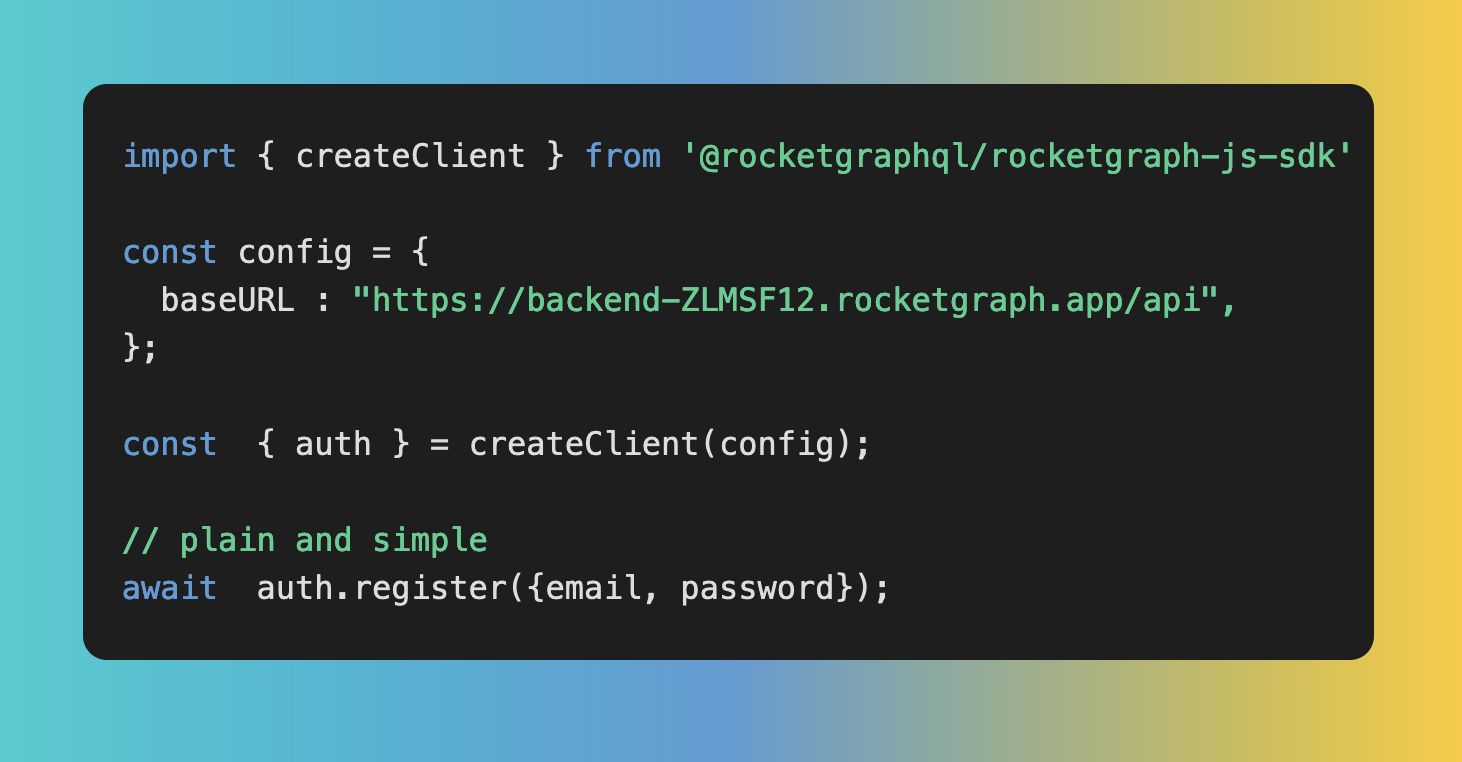 import { createClient } from '@rocketgraphql/rocketgraph-js-sdk'
const config = {
baseURL : "https://backend-ZLMSF12.rocketgraph.app/api",
};
const  { auth } = createClient(config);
// plain and simple
await  auth.register({email, password});